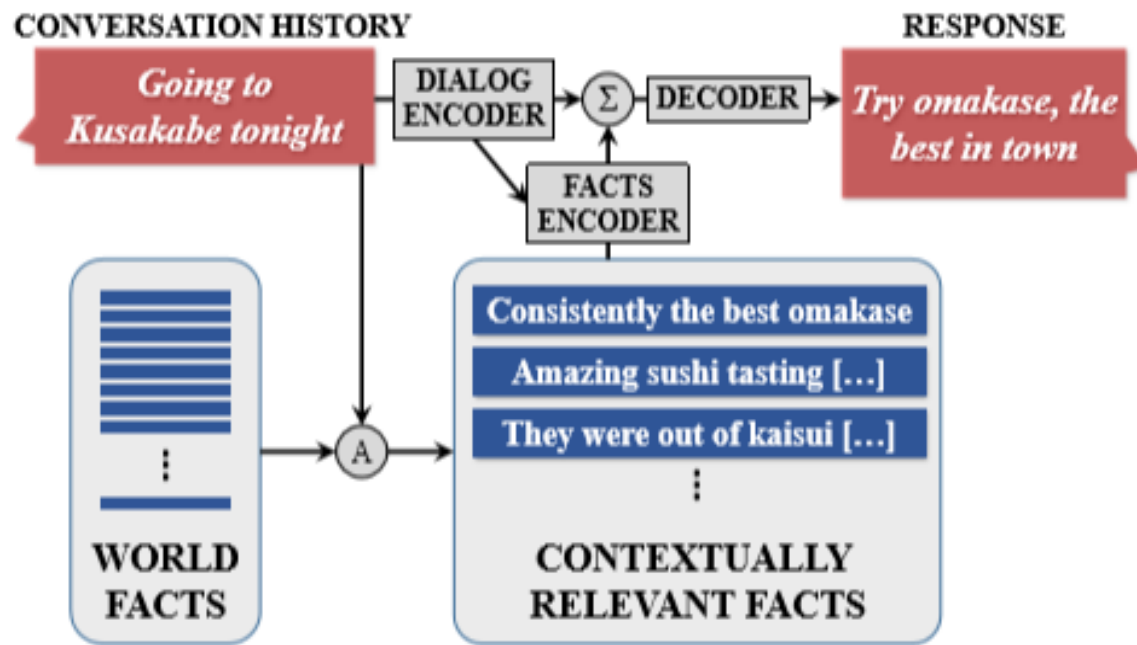 CONVERSATION HISTORY
Going to
Kusakabe tonight
DIALOG
ENCODER
Σ
DECODER
RESPONSE
Try omakase, the
best in town
FACTS
ENCODER
WORLD
FACTS
A
Consistently the best omakase
Amazing sushi tasting […]
They were out of kaisui […]
CONTEXTUALLY
RELEVANT FACTS